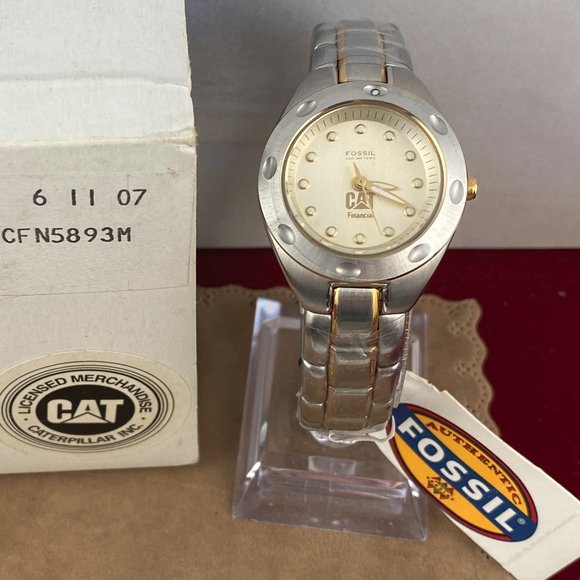 6 11 07
CFN5893M
LICENSED MERCHANDISE
CAT
CATERPILLAR INC.
FOSSIL
100 METERS
CAT
Financial
AUTHENTIC
FOSSIL